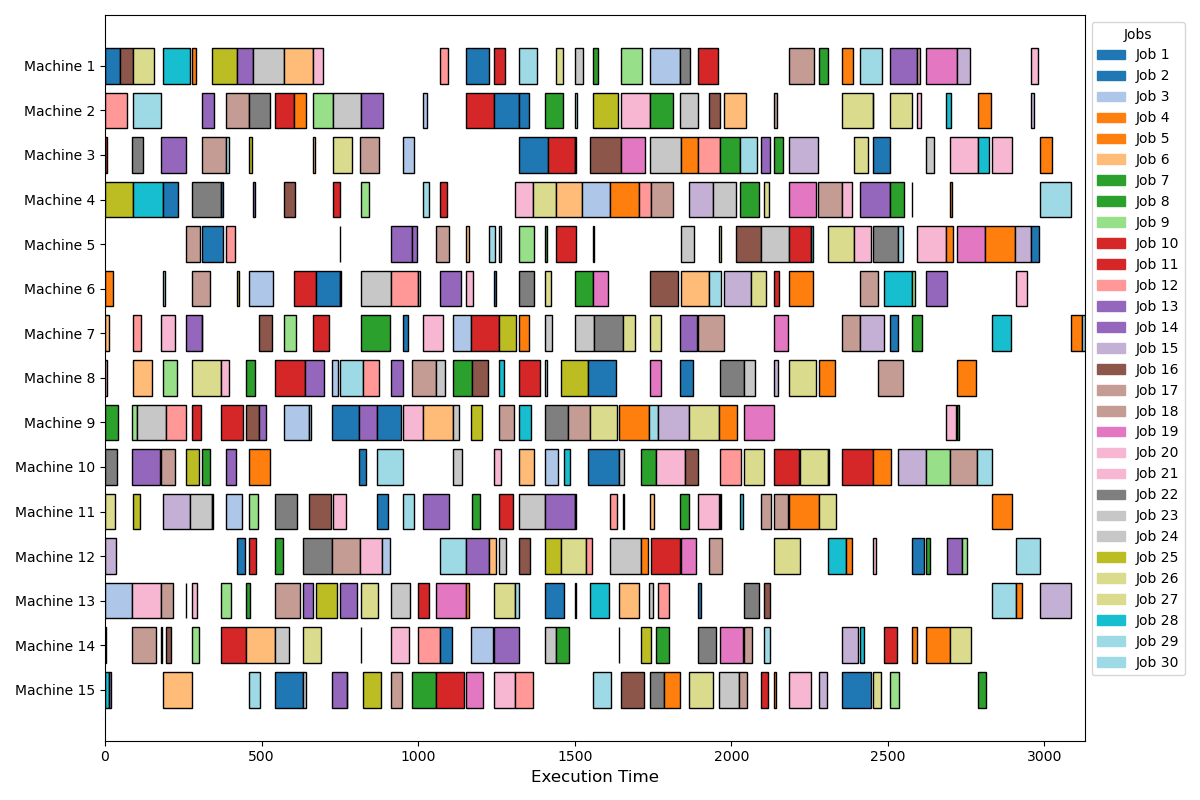 Machine 1
Machine 2
Machine 3
Machine 4
Machine 5
Machine 6
Machine 7
Machine 8
Machine 9
Machine 10
Machine 11
Machine 12
Machine 13
Machine 14
Machine 15
0 500 1000 1500 2000 2500 3000
Execution Time
Jobs
Job 1
Job 2
Job 3
Job 4
Job 5
Job 6
Job 7
Job 8
Job 9
Job 10
Job 11
Job 12
Job 13
Job 14
Job 15
Job 16
Job 17
Job 18
Job 19
Job 20
Job 21
Job 22
Job 23
Job 24
Job 25
Job 26
Job 27
Job 28
Job 29
Job 30